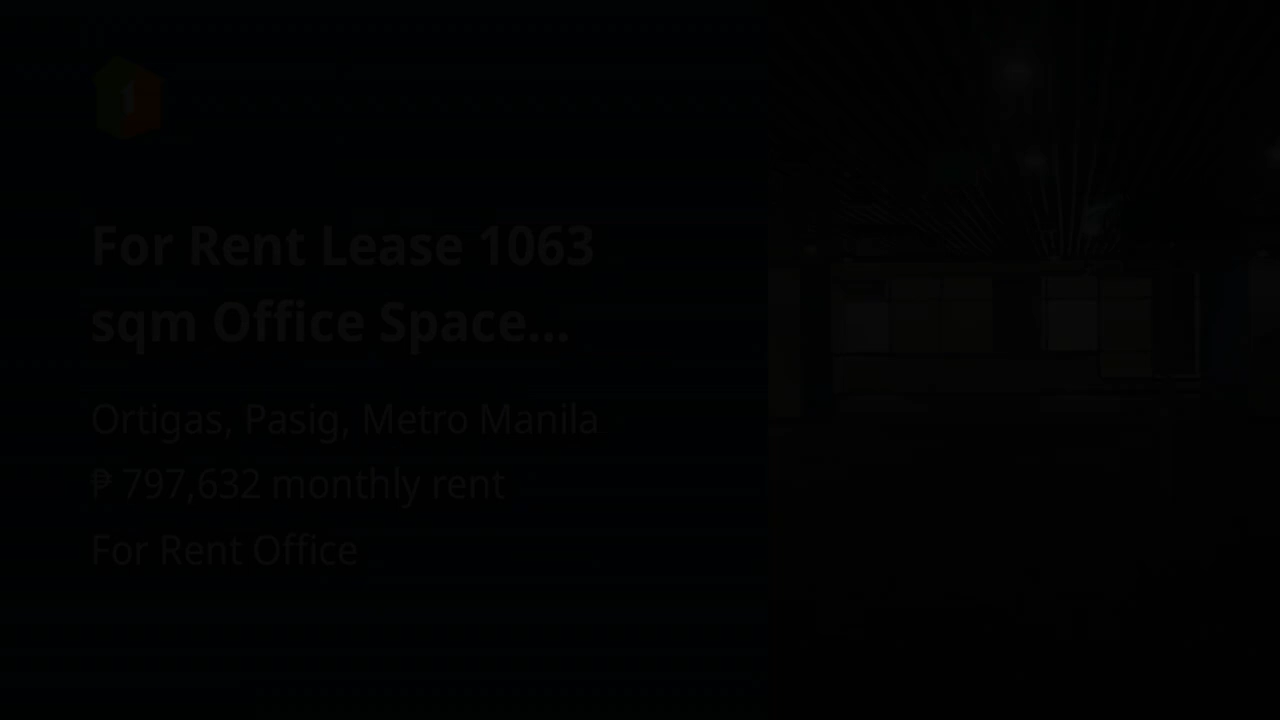 For Rent Lease 1063
sqm Office Space...
Ortigas, Pasig, Metro Manila
₱ 797,632 monthly rent
For Rent Office